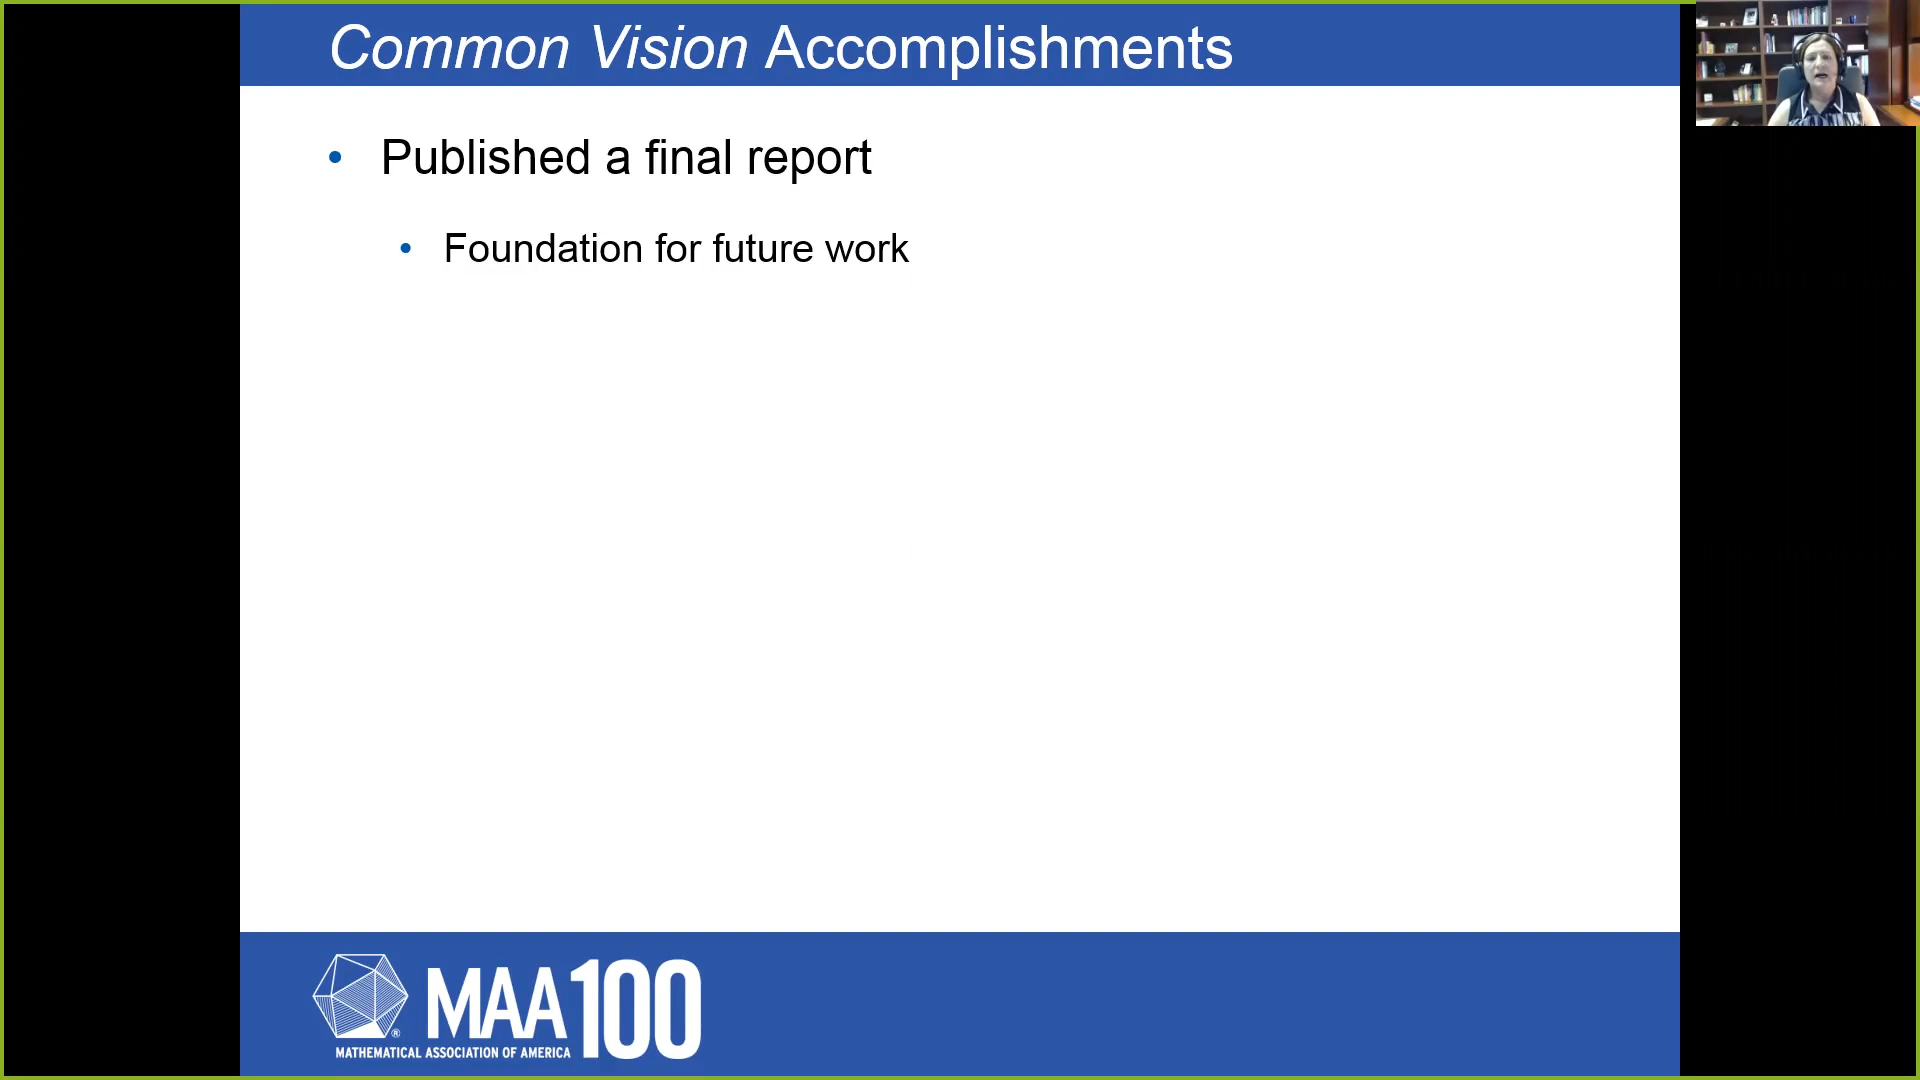 Common Vision Accomplishments
• Published a final report
• Foundation for future work
MAA100
®
MATHEMATICAL ASSOCIATION OF AMERICA